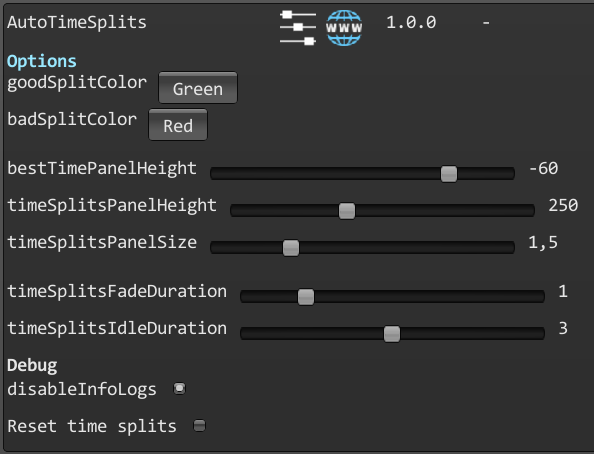 AutoTimeSplits WWW 1.0.0 -
Options
goodSplitColor Green
badSplitColor Red
bestTimePanelHeight -60
timeSplitsPanelHeight 250
timeSplitsPanelSize 1,5
timeSplitsFadeDuration 1
timeSplitsIdleDuration 3
Debug
disableInfoLogs
Reset time splits